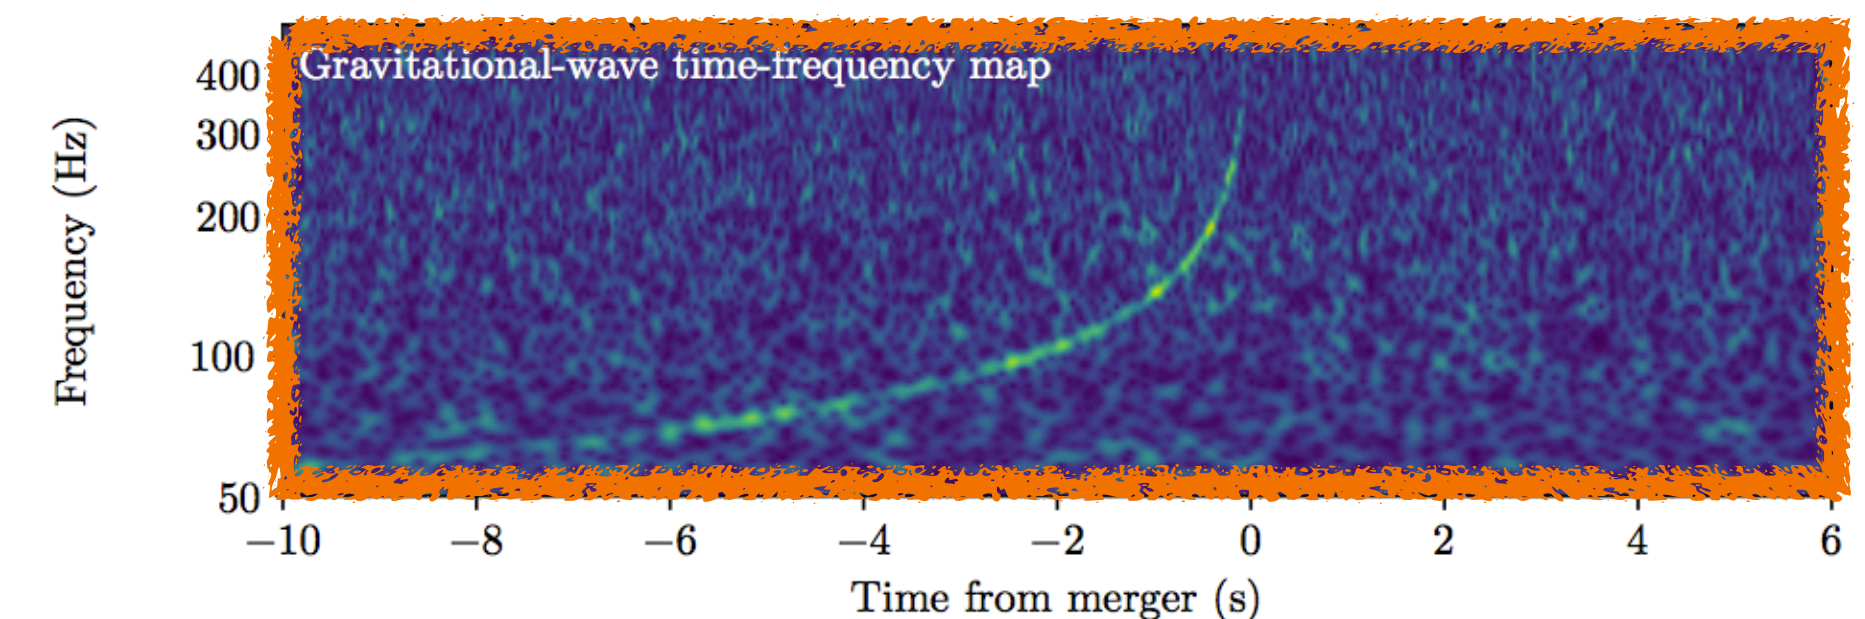 Gravitational-wave time-frequency map
Frequency (Hz)
400
300
200
100
50
−10 −8 −6 −4 −2 0 2 4 6
Time from merger (s)